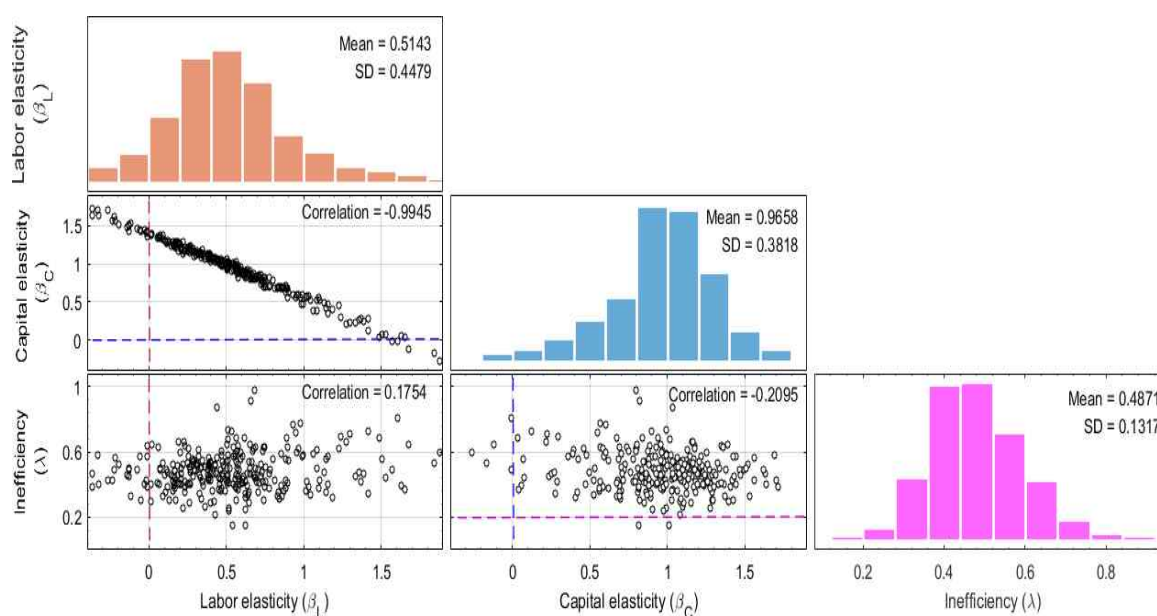 Labor elasticity
(β_L)
Mean = 0.5143
SD = 0.4479
Capital elasticity
(β_C)
1.5
1
0.5
0
Correlation = -0.9945
Mean = 0.9658
SD = 0.3818
Inefficiency
(λ)
1
0.6
0.2
Correlation = 0.1754
Correlation = -0.2095
Mean = 0.4871
SD = 0.1317
0 0.5 1 1.5
Labor elasticity (β_L)
0 0.5 1 1.5
Capital elasticity (β_C)
0.2 0.4 0.6 0.8
Inefficiency (λ)